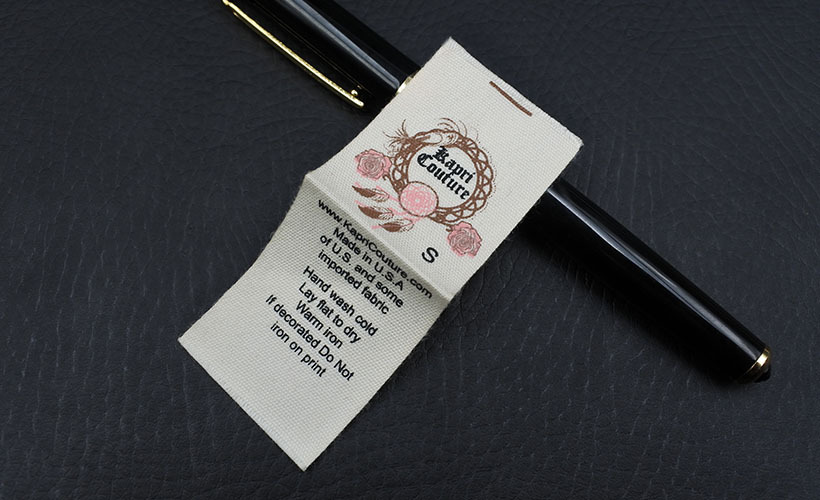 Kapri
Couture
S
www.KapriCouture.com
Made in U.S.A
of U.S. and some
imported fabric
Hand wash cold
Lay flat to dry
Warm iron
If decorated Do Not
iron on print